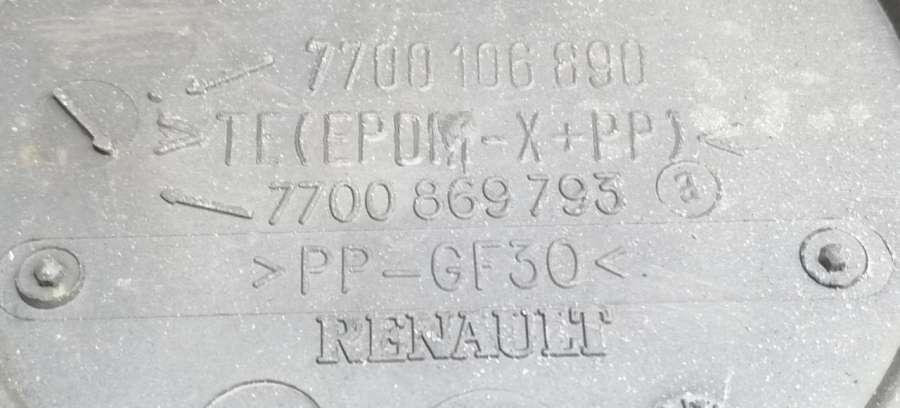 7700 106 890
>TE(EPDM-X+PP)<
7700 869 793
>PP-GF30<
RENAULT